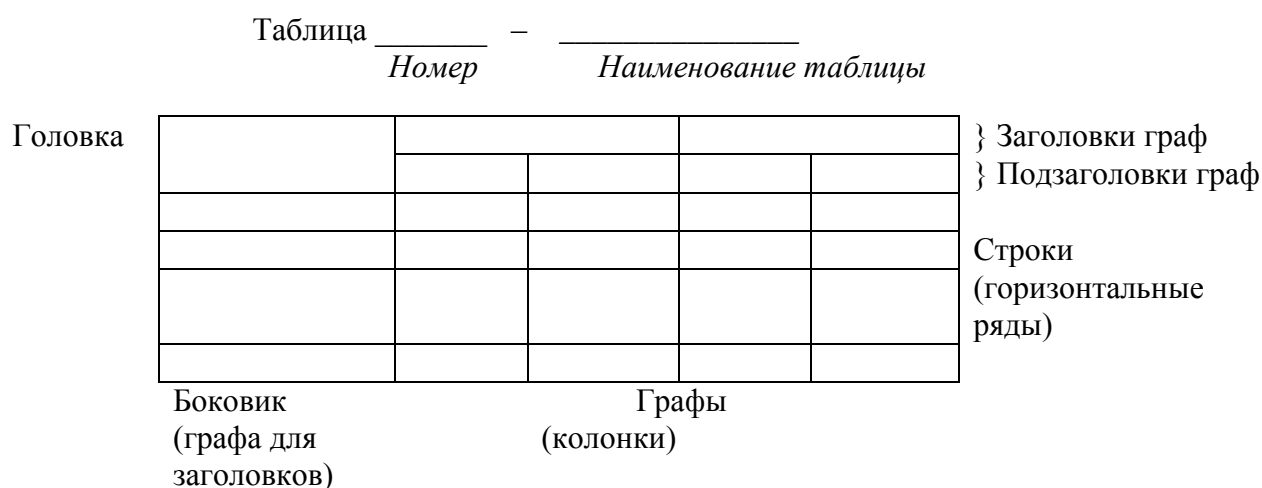 Таблица _______ – _______________
Номер Наименование таблицы
Головка } Заголовки граф
} Подзаголовки граф
Строки
(горизонтальные
ряды)
Боковик Графы
(графа для (колонки)
заголовков)